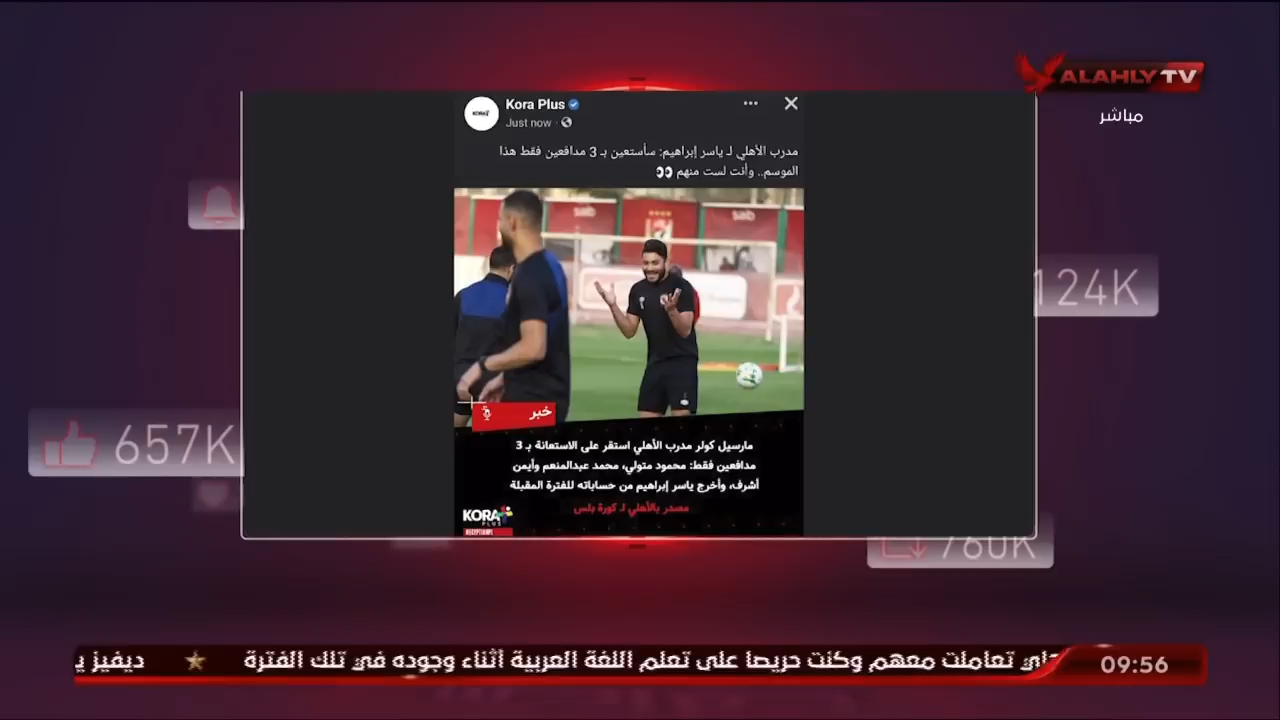 ALAHLY TV
مباشر
Kora Plus
Just now
مدرب الأهلي لـ ياسر إبراهيم: سأستعين بـ 3 مدافعين فقط هذا
الموسم.. وأنت لست منهم 👀
124K
657K
sab
sab
خبر
مارسيل كولر مدرب الأهلي استقر على الاستعانة بـ 3
مدافعين فقط: محمود متولي، محمد عبدالمنعم وأيمن
أشرف، وأخرج ياسر إبراهيم من حساباته للفترة المقبلة
مصدر بالأهلي لـ كورة بلس
KORA
PLUS
760K
تعاملت معهم وكنت حريصا على تعلم اللغة العربية أثناء وجوده في تلك الفترة
ديفيز
09:56